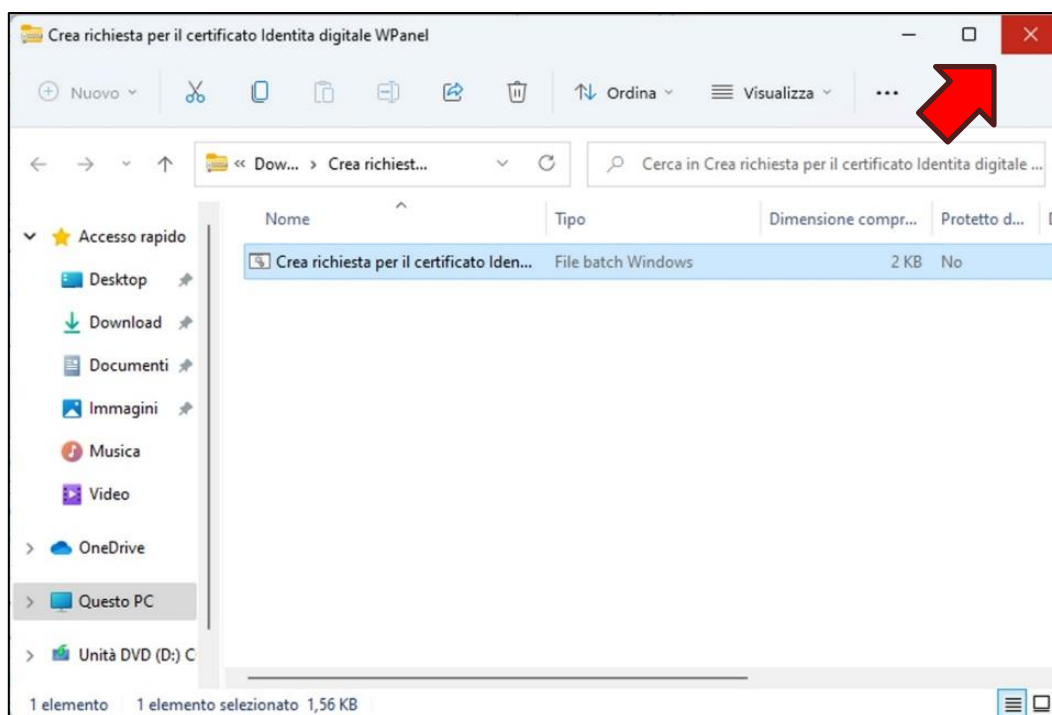 Crea richiesta per il certificato Identita digitale WPanel
Nuovo Ordina Visualizza
« Dow... > Crea richiest... Cerca in Crea richiesta per il certificato Identita digitale ...
Nome Tipo Dimensione compr... Protetto d...
Accesso rapido
Crea richiesta per il certificato Iden... File batch Windows 2 KB No
Desktop
Download
Documenti
Immagini
Musica
Video
OneDrive
Questo PC
Unità DVD (D:) C
1 elemento 1 elemento selezionato 1,56 KB